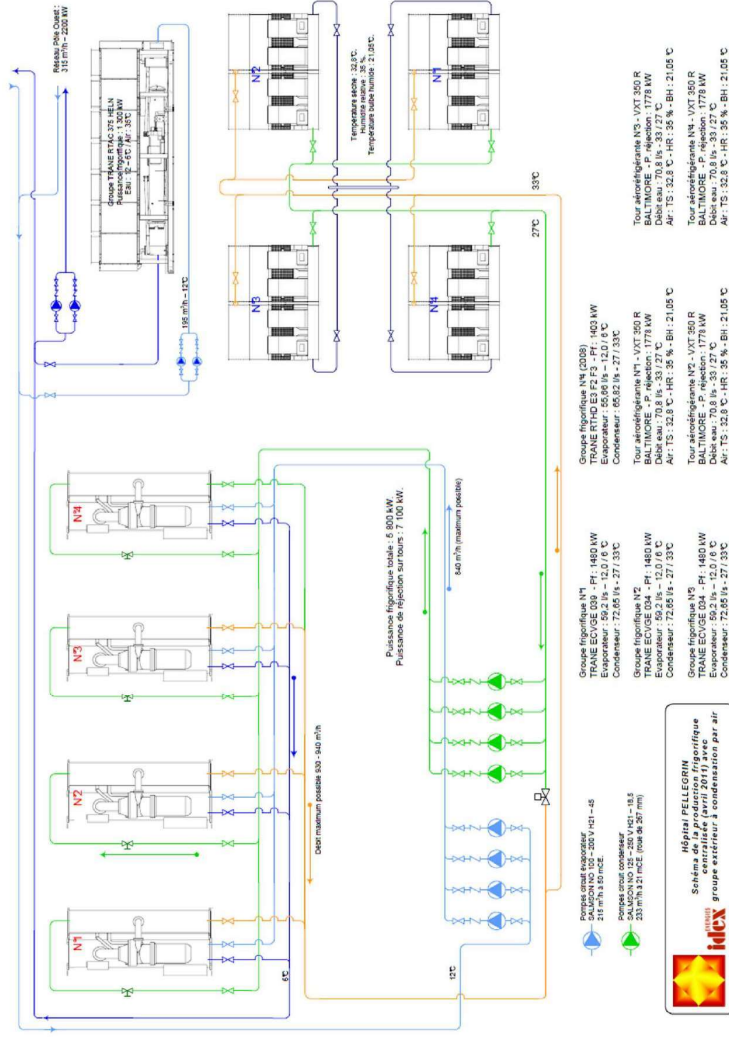 Réseau Pôle Ouest :
315 m³/h – 2200 kW
Groupe TRANE RTAC 375 HELN
Puissance frigorifique : 1 300 kW
Eau : 12 – 6°C / Air : 35°C
195 m³/h – 12°C
N°1
N°2
N°3
N°4
6°C
12°C
Débit maximum possible 930 - 940 m³/h
Puissance frigorifique totale : 5 800 kW.
Puissance de réjection sur tours : 7 100 kW.
840 m³/h (maximum possible)
N°3
N°2
N°4
N°1
Température sèche : 32,8°C.
Humidité relative : 35 %.
Température bulbe humide : 21,05°C.
27°C
33°C
Pompes circuit évaporateur
SALMSON NO 100 – 200 V H21 – 45
215 m³/h à 50 mCE.
Pompes circuit condenseur
SALMSON NO 125 – 250 V H21 – 18,5
233 m³/h à 21 mCE. (roue de 267 mm)
Groupe frigorifique N°1
TRANE ECVGE 039 - Pf : 1480 kW
Evaporateur : 59,2 l/s – 12,0 / 6 °C
Condenseur : 72,65 l/s - 27 / 33°C
Groupe frigorifique N°2
TRANE ECVGE 034 - Pf : 1480 kW
Evaporateur : 59,2 l/s – 12,0 / 6 °C
Condenseur : 72,65 l/s - 27 / 33°C
Groupe frigorifique N°3
TRANE ECVGE 034 - Pf : 1480 kW
Evaporateur : 59,2 l/s – 12,0 / 6 °C
Condenseur : 72,65 l/s - 27 / 33°C
Groupe frigorifique N°4 (2008)
TRANE RTHD E3 F2 F3 - Pf : 1403 kW
Evaporateur : 55,86 l/s – 12,0 / 6 °C
Condenseur : 65,82 l/s - 27 / 33°C
Tour aéroréfrigérante N°1 - VXT 350 R
BALTIMORE - P. réjection : 1778 kW
Débit eau : 70,8 l/s - 33 / 27 °C
Air : TS : 32,8 °C - HR : 35 % - BH : 21,05 °C
Tour aéroréfrigérante N°2 - VXT 350 R
BALTIMORE - P. réjection : 1778 kW
Débit eau : 70,8 l/s - 33 / 27 °C
Air : TS : 32,8 °C - HR : 35 % - BH : 21,05 °C
Tour aéroréfrigérante N°3 - VXT 350 R
BALTIMORE - P. réjection : 1778 kW
Débit eau : 70,8 l/s - 33 / 27 °C
Air : TS : 32,8 °C - HR : 35 % - BH : 21,05 °C
Tour aéroréfrigérante N°4 - VXT 350 R
BALTIMORE - P. réjection : 1778 kW
Débit eau : 70,8 l/s - 33 / 27 °C
Air : TS : 32,8 °C - HR : 35 % - BH : 21,05 °C
Hôpital PELLEGRIN
Schéma de la production frigorifique
centralisée (avril 2011) avec
groupe extérieur à condensation par air
idex
ENERGIES